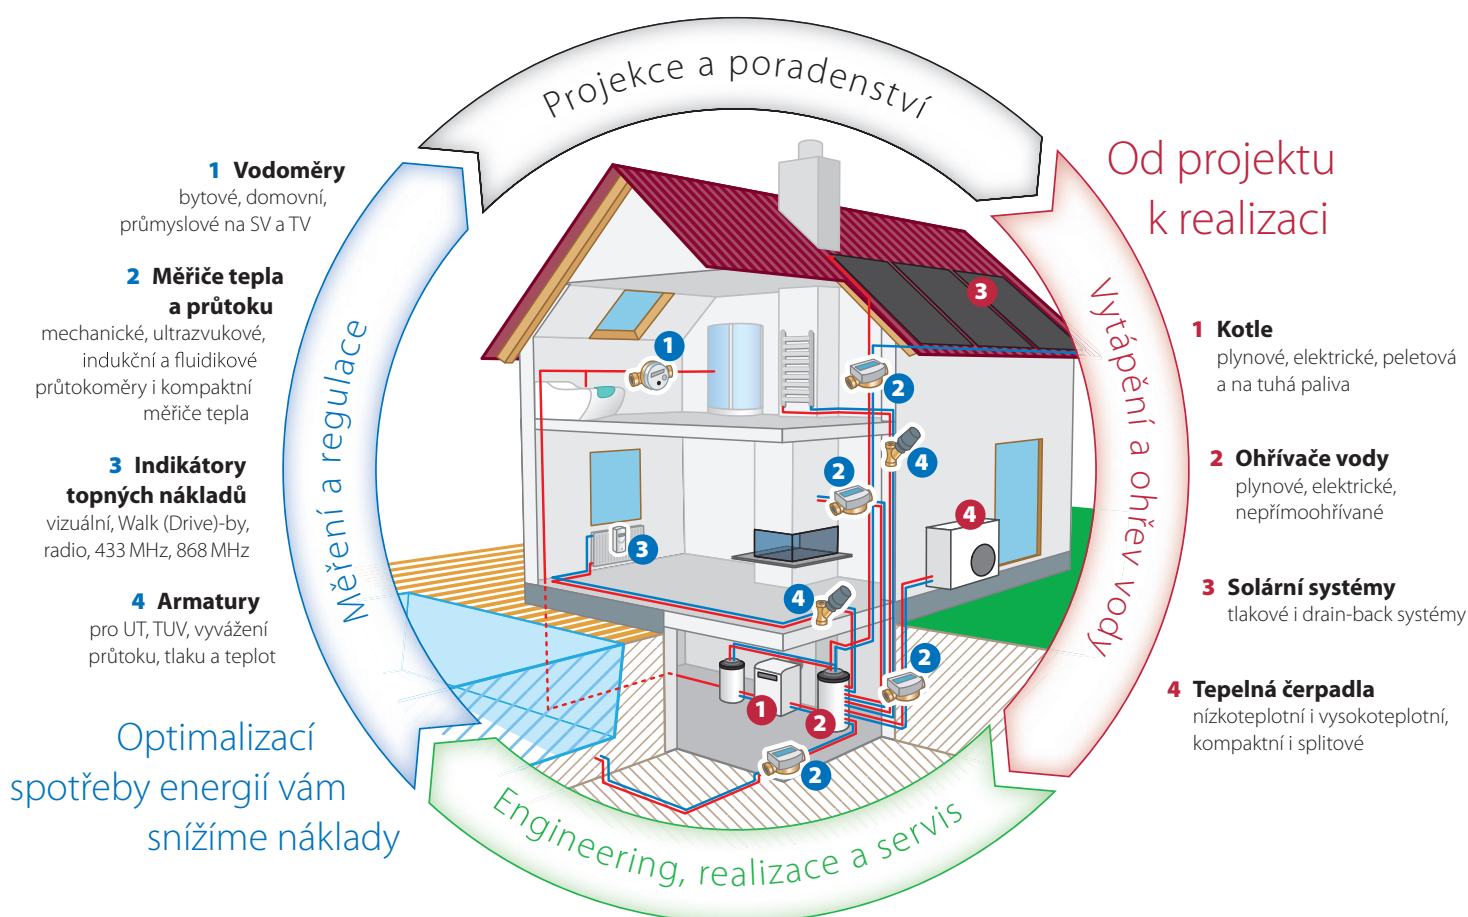 Projekce a poradenství
1 Vodoměry
bytové, domovní,
průmyslové na SV a TV
2 Měřiče tepla
a průtoku
mechanické, ultrazvukové,
indukční a fluidikové
průtokoměry i kompaktní
měřiče tepla
3 Indikátory
topných nákladů
vizuální, Walk (Drive)-by,
radio, 433 MHz, 868 MHz
4 Armatury
pro UT, TUV, vyvážení
průtoku, tlaku a teplot
Optimalizací
spotřeby energií vám
snížíme náklady
Měření a regulace
1
2
2
4
3
4
2
2
3
4
1
2
Engineering, realizace a servis
Vytápění a ohřev vody
Od projektu
k realizaci
1 Kotle
plynové, elektrické, peletová
a na tuhá paliva
2 Ohřívače vody
plynové, elektrické,
nepřímoohřívané
3 Solární systémy
tlakové i drain-back systémy
4 Tepelná čerpadla
nízkoteplotní i vysokoteplotní,
kompaktní i splitové